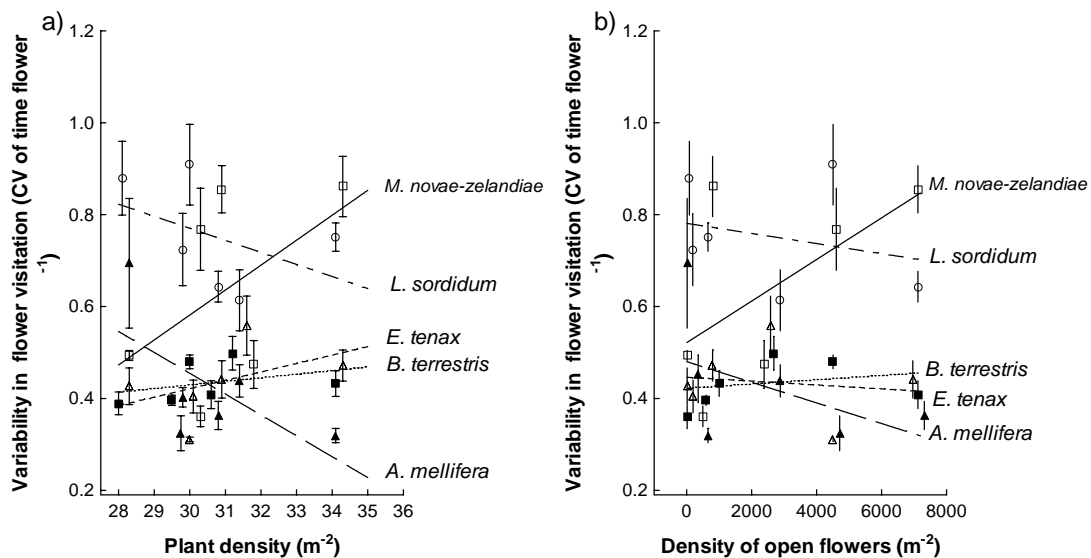 a)
Variability in flower visitation (CV of time flower
-1
)
1.2
1.0
0.8
0.6
0.4
0.2
28 29 30 31 32 33 34 35 36
Plant density (m-2)
M. novae-zelandiae
L. sordidum
E. tenax
B. terrestris
A. mellifera
b)
Variability in flower visitation (CV of time flower
-1
)
1.2
1.0
0.8
0.6
0.4
0.2
0 2000 4000 6000 8000
Density of open flowers (m-2)
M. novae-zelandiae
L. sordidum
B. terrestris
E. tenax
A. mellifera